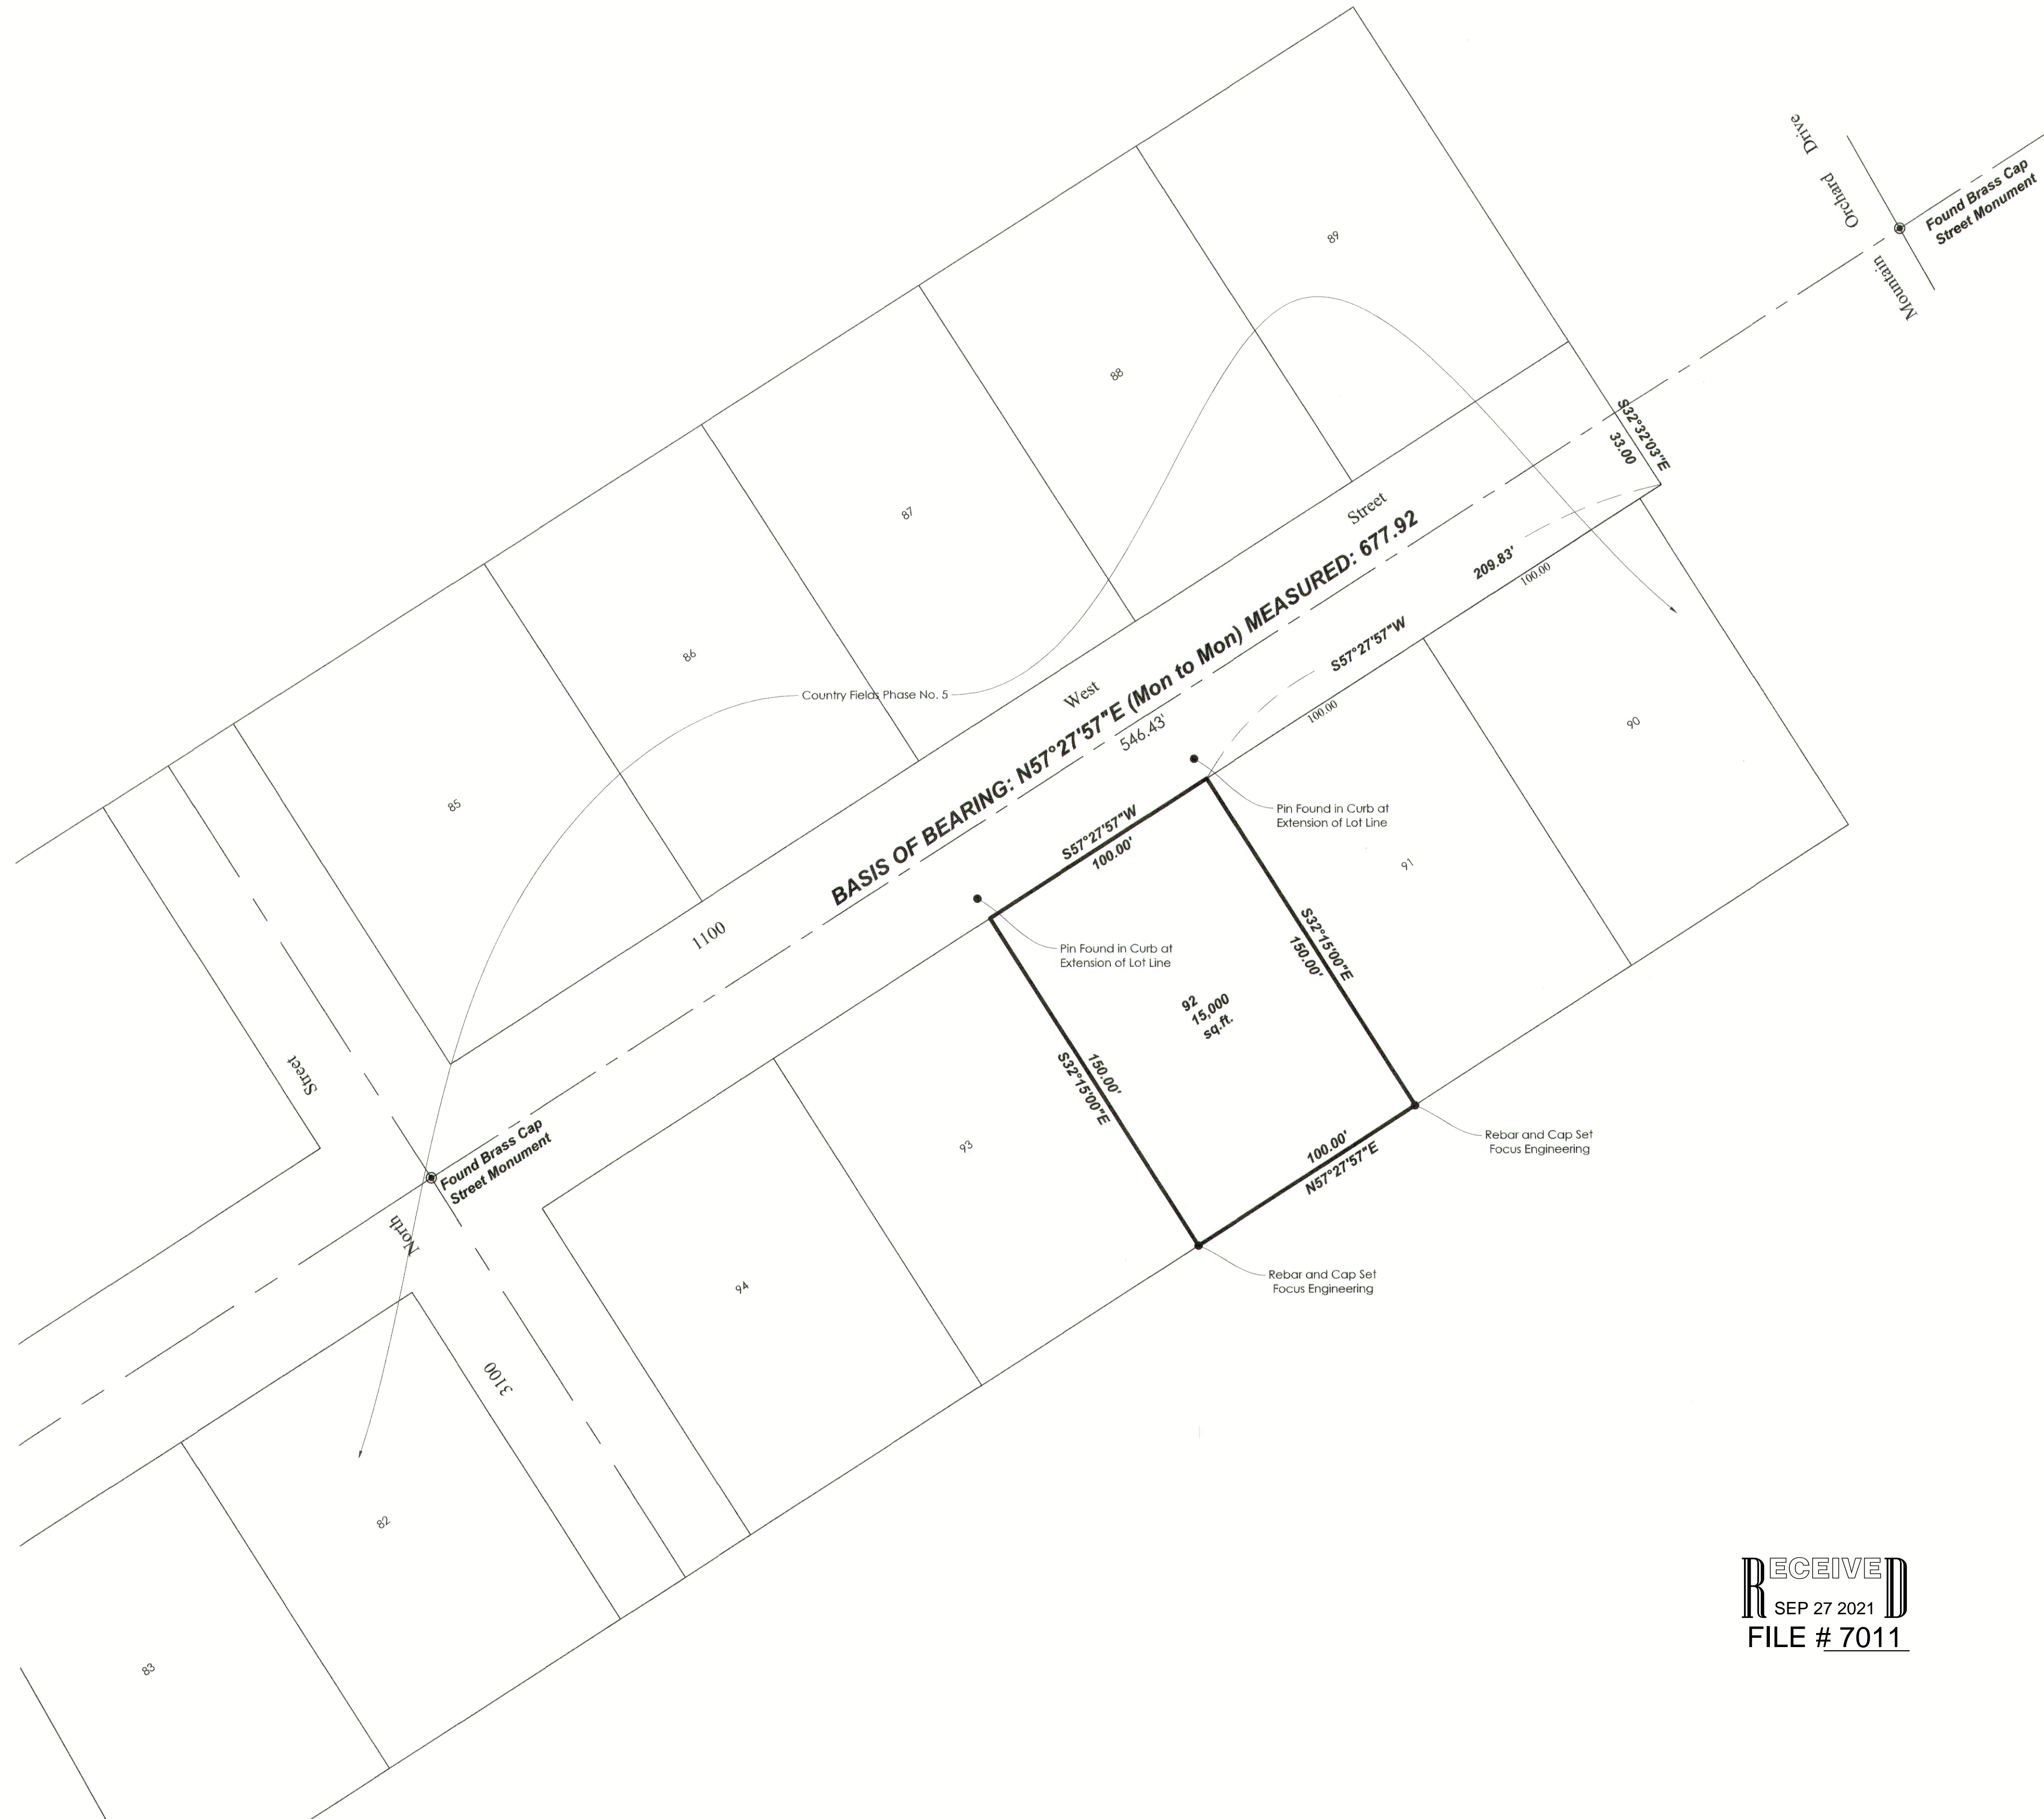 Drive
Orchard
Mountain
Found Brass Cap
Street Monument
89
88
87
86
85
S32°32'03"E
33.00
Street
West
1100
BASIS OF BEARING: N57°27'57"E (Mon to Mon) MEASURED: 677.92
546.43'
209.83'
100.00
S57°27'57"W
100.00
Country Fields Phase No. 5
90
91
Pin Found in Curb at
Extension of Lot Line
S57°27'57"W
100.00'
Pin Found in Curb at
Extension of Lot Line
S32°15'00"E
150.00'
92
15,000
sq.ft.
150.00'
S32°15'00"E
100.00'
N57°27'57"E
Rebar and Cap Set
Focus Engineering
Rebar and Cap Set
Focus Engineering
Street
North
3100
Found Brass Cap
Street Monument
93
94
82
83
RECEIVED
SEP 27 2021
FILE # 7011